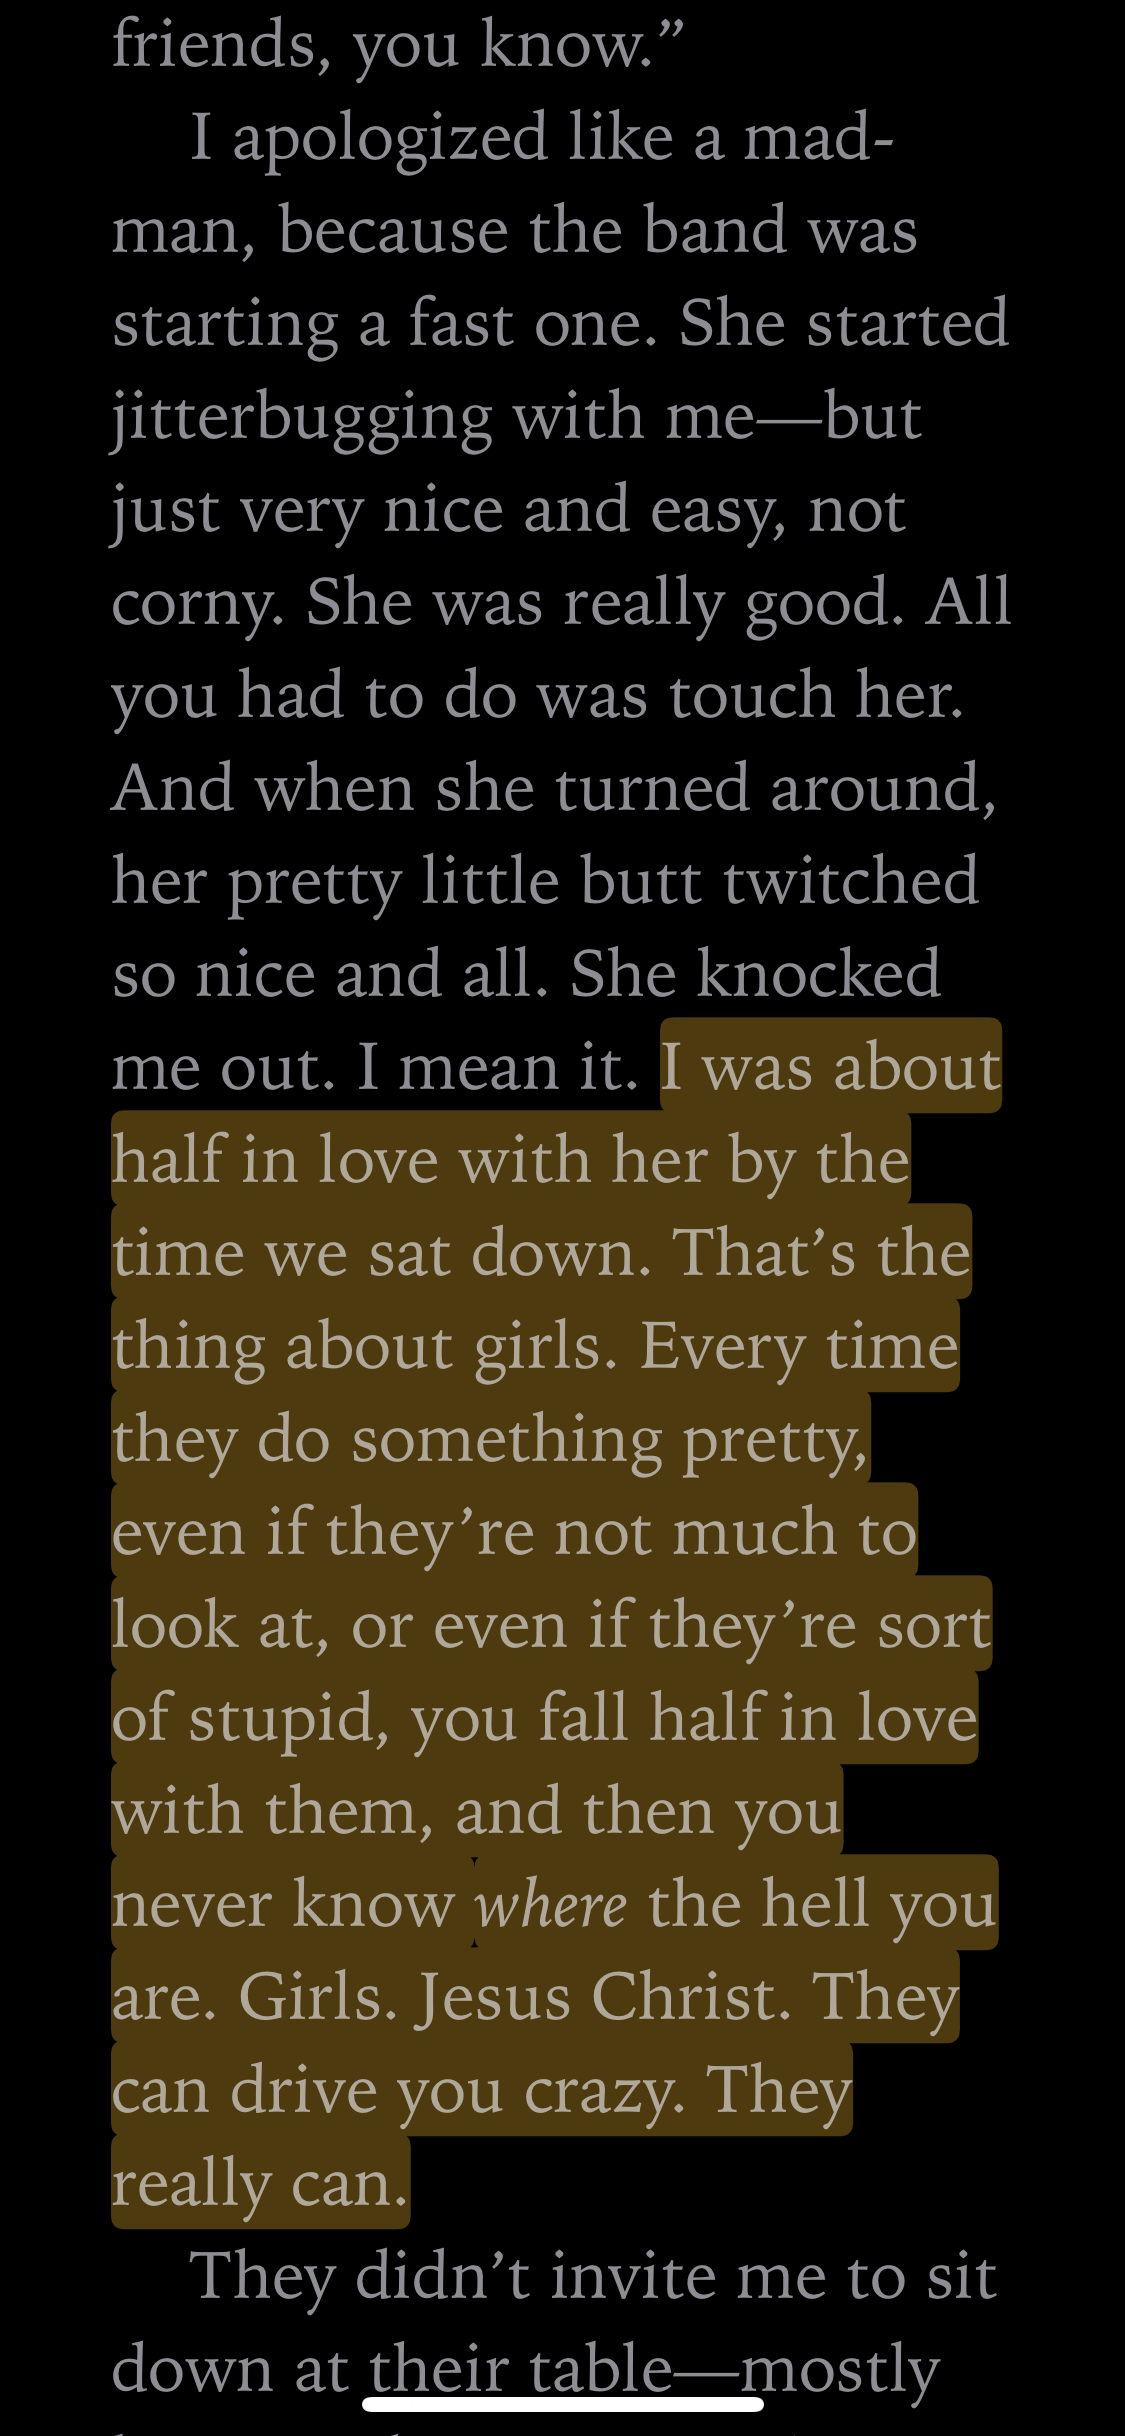 friends, you know.”
I apologized like a mad-
man, because the band was
starting a fast one. She started
jitterbugging with me—but
just very nice and easy, not
corny. She was really good. All
you had to do was touch her.
And when she turned around,
her pretty little butt twitched
so nice and all. She knocked
me out. I mean it. I was about
half in love with her by the
time we sat down. That’s the
thing about girls. Every time
they do something pretty,
even if they’re not much to
look at, or even if they’re sort
of stupid, you fall half in love
with them, and then you
never know where the hell you
are. Girls. Jesus Christ. They
can drive you crazy. They
really can.
They didn’t invite me to sit
down at their table—mostly